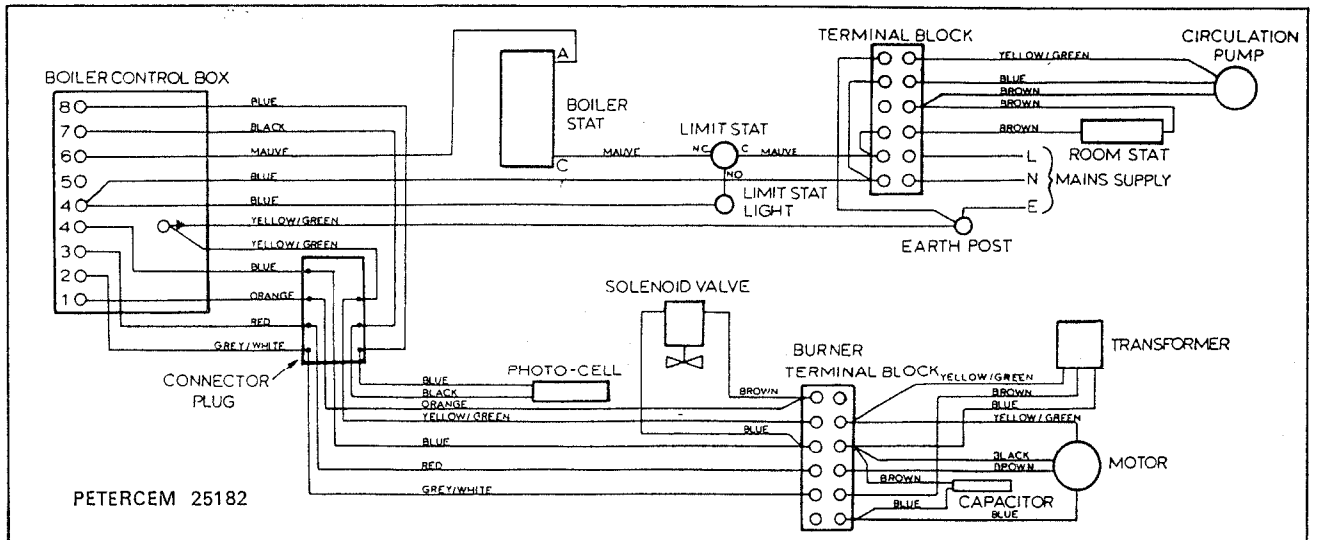 TERMINAL BLOCK
CIRCULATION
PUMP
YELLOW/GREEN
BLUE
BROWN
BROWN
BROWN
ROOM STAT
L
N
E
MAINS SUPPLY
EARTH POST
BOILER CONTROL BOX
8
7
6
5
4
4
3
2
1
BLUE
BLACK
MAUVE
BLUE
BLUE
YELLOW/GREEN
YELLOW/GREEN
BLUE
ORANGE
RED
GREY/WHITE
A
BOILER
STAT
C
MAUVE
LIMIT STAT
NC
C
MAUVE
NO
LIMIT STAT
LIGHT
CONNECTOR
PLUG
SOLENOID VALVE
PHOTO-CELL
BLUE
BLACK
ORANGE
YELLOW/GREEN
BLUE
RED
GREY/WHITE
BROWN
BLUE
BURNER
TERMINAL BLOCK
YELLOW/GREEN
BROWN
BLUE
YELLOW/GREEN
BLACK
BROWN
BROWN
BLUE
BLUE
TRANSFORMER
MOTOR
CAPACITOR
PETERCEM 25182